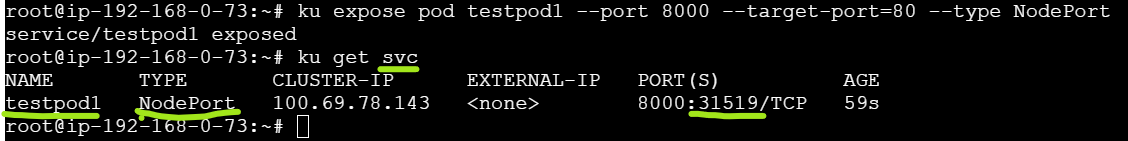 root@ip-192-168-0-73:~# ku expose pod testpod1 --port 8000 --target-port=80 --type NodePort
service/testpod1 exposed
root@ip-192-168-0-73:~# ku get svc
NAME       TYPE       CLUSTER-IP      EXTERNAL-IP   PORT(S)          AGE
testpod1   NodePort   100.69.78.143   <none>        8000:31519/TCP   59s
root@ip-192-168-0-73:~#